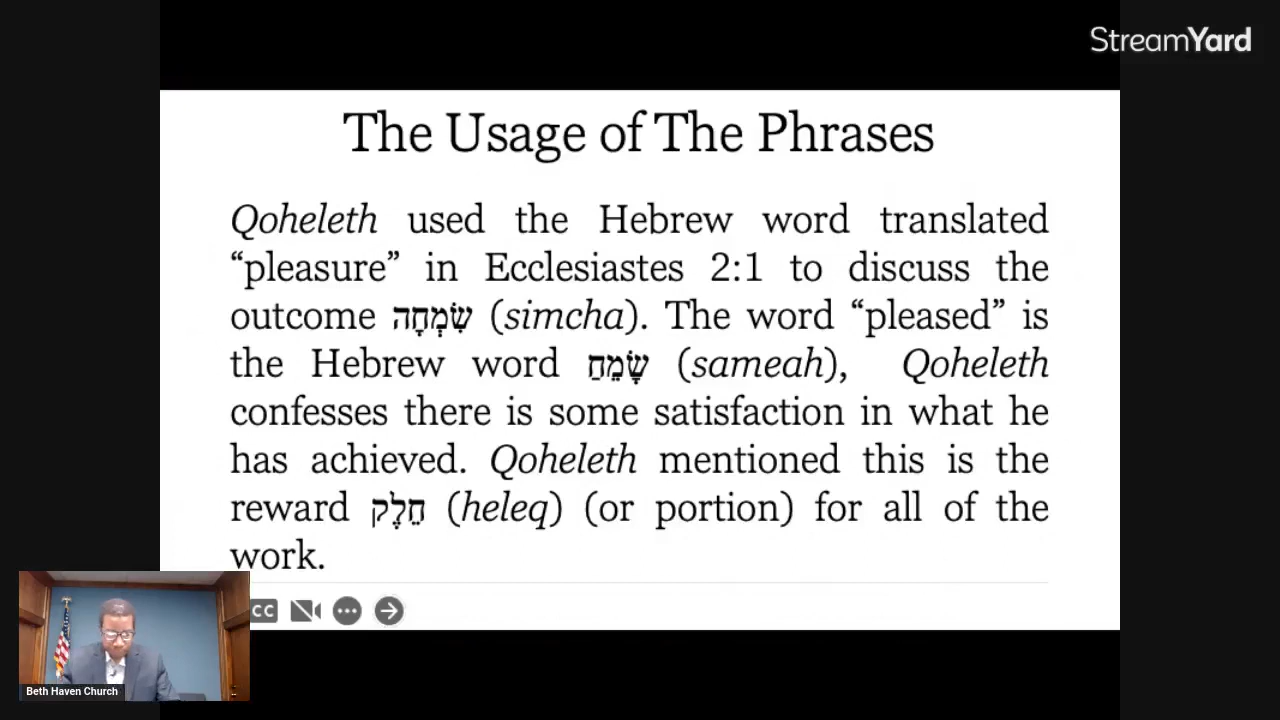 StreamYard
The Usage of The Phrases
Qoheleth used the Hebrew word translated
“pleasure” in Ecclesiastes 2:1 to discuss the
outcome שִׂמְחָה (simcha). The word “pleased” is
the Hebrew word שָׂמֵחַ (sameah), Qoheleth
confesses there is some satisfaction in what he
has achieved. Qoheleth mentioned this is the
reward חֵלֶק (heleq) (or portion) for all of the
work.
CC
Beth Haven Church